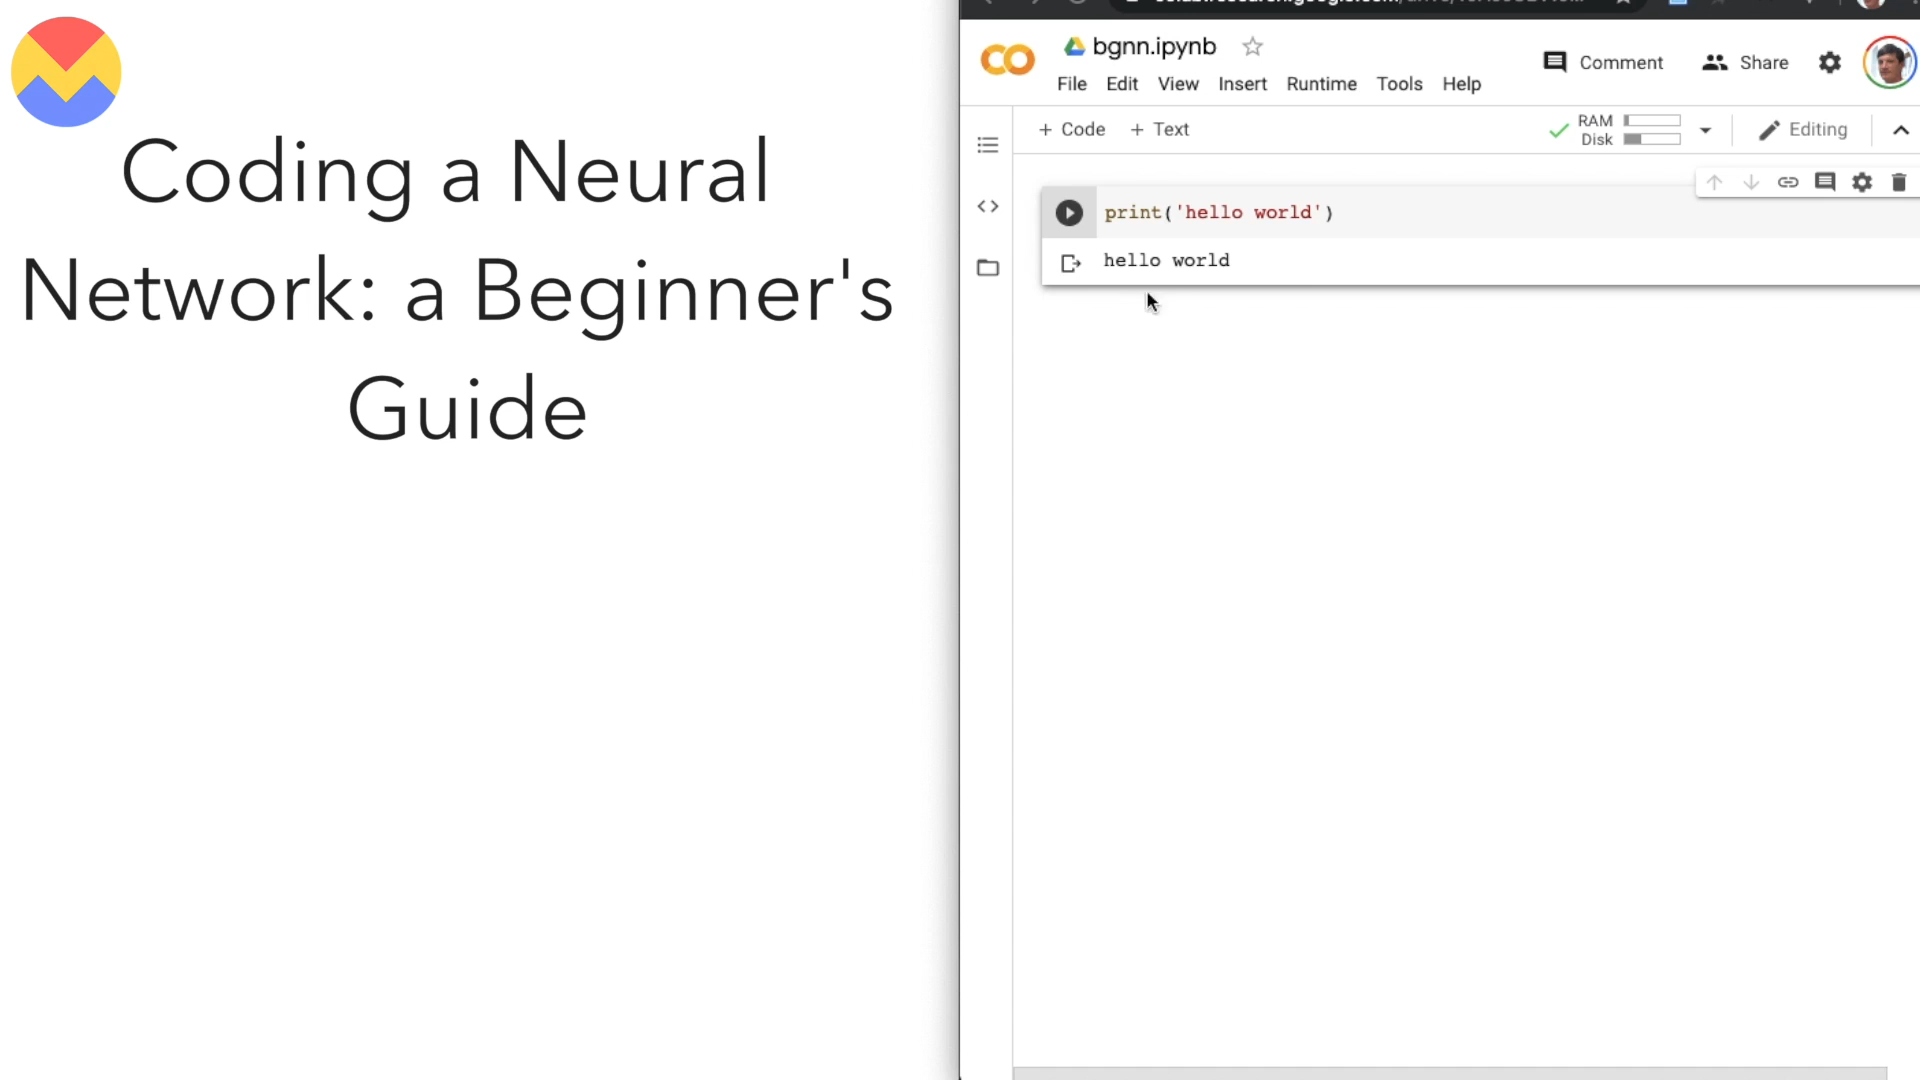 Coding a Neural
Network: a Beginner's
Guide
bgnn.ipynb
Comment
Share
File Edit View Insert Runtime Tools Help
+ Code + Text
RAM
Disk
Editing
print('hello world')
hello world